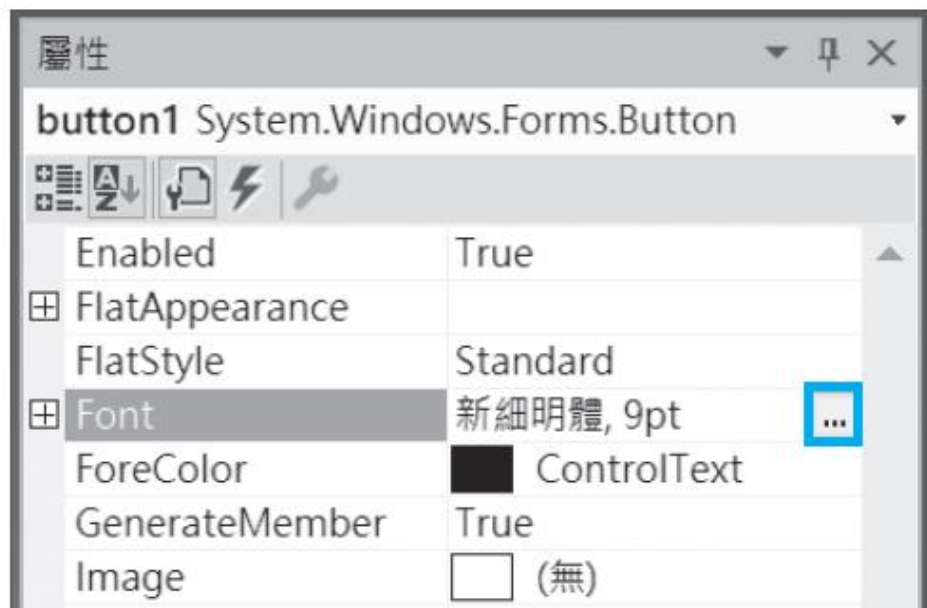 屬性
button1 System.Windows.Forms.Button
Enabled True
FlatAppearance
FlatStyle Standard
Font 新細明體, 9pt ...
ForeColor ControlText
GenerateMember True
Image (無)